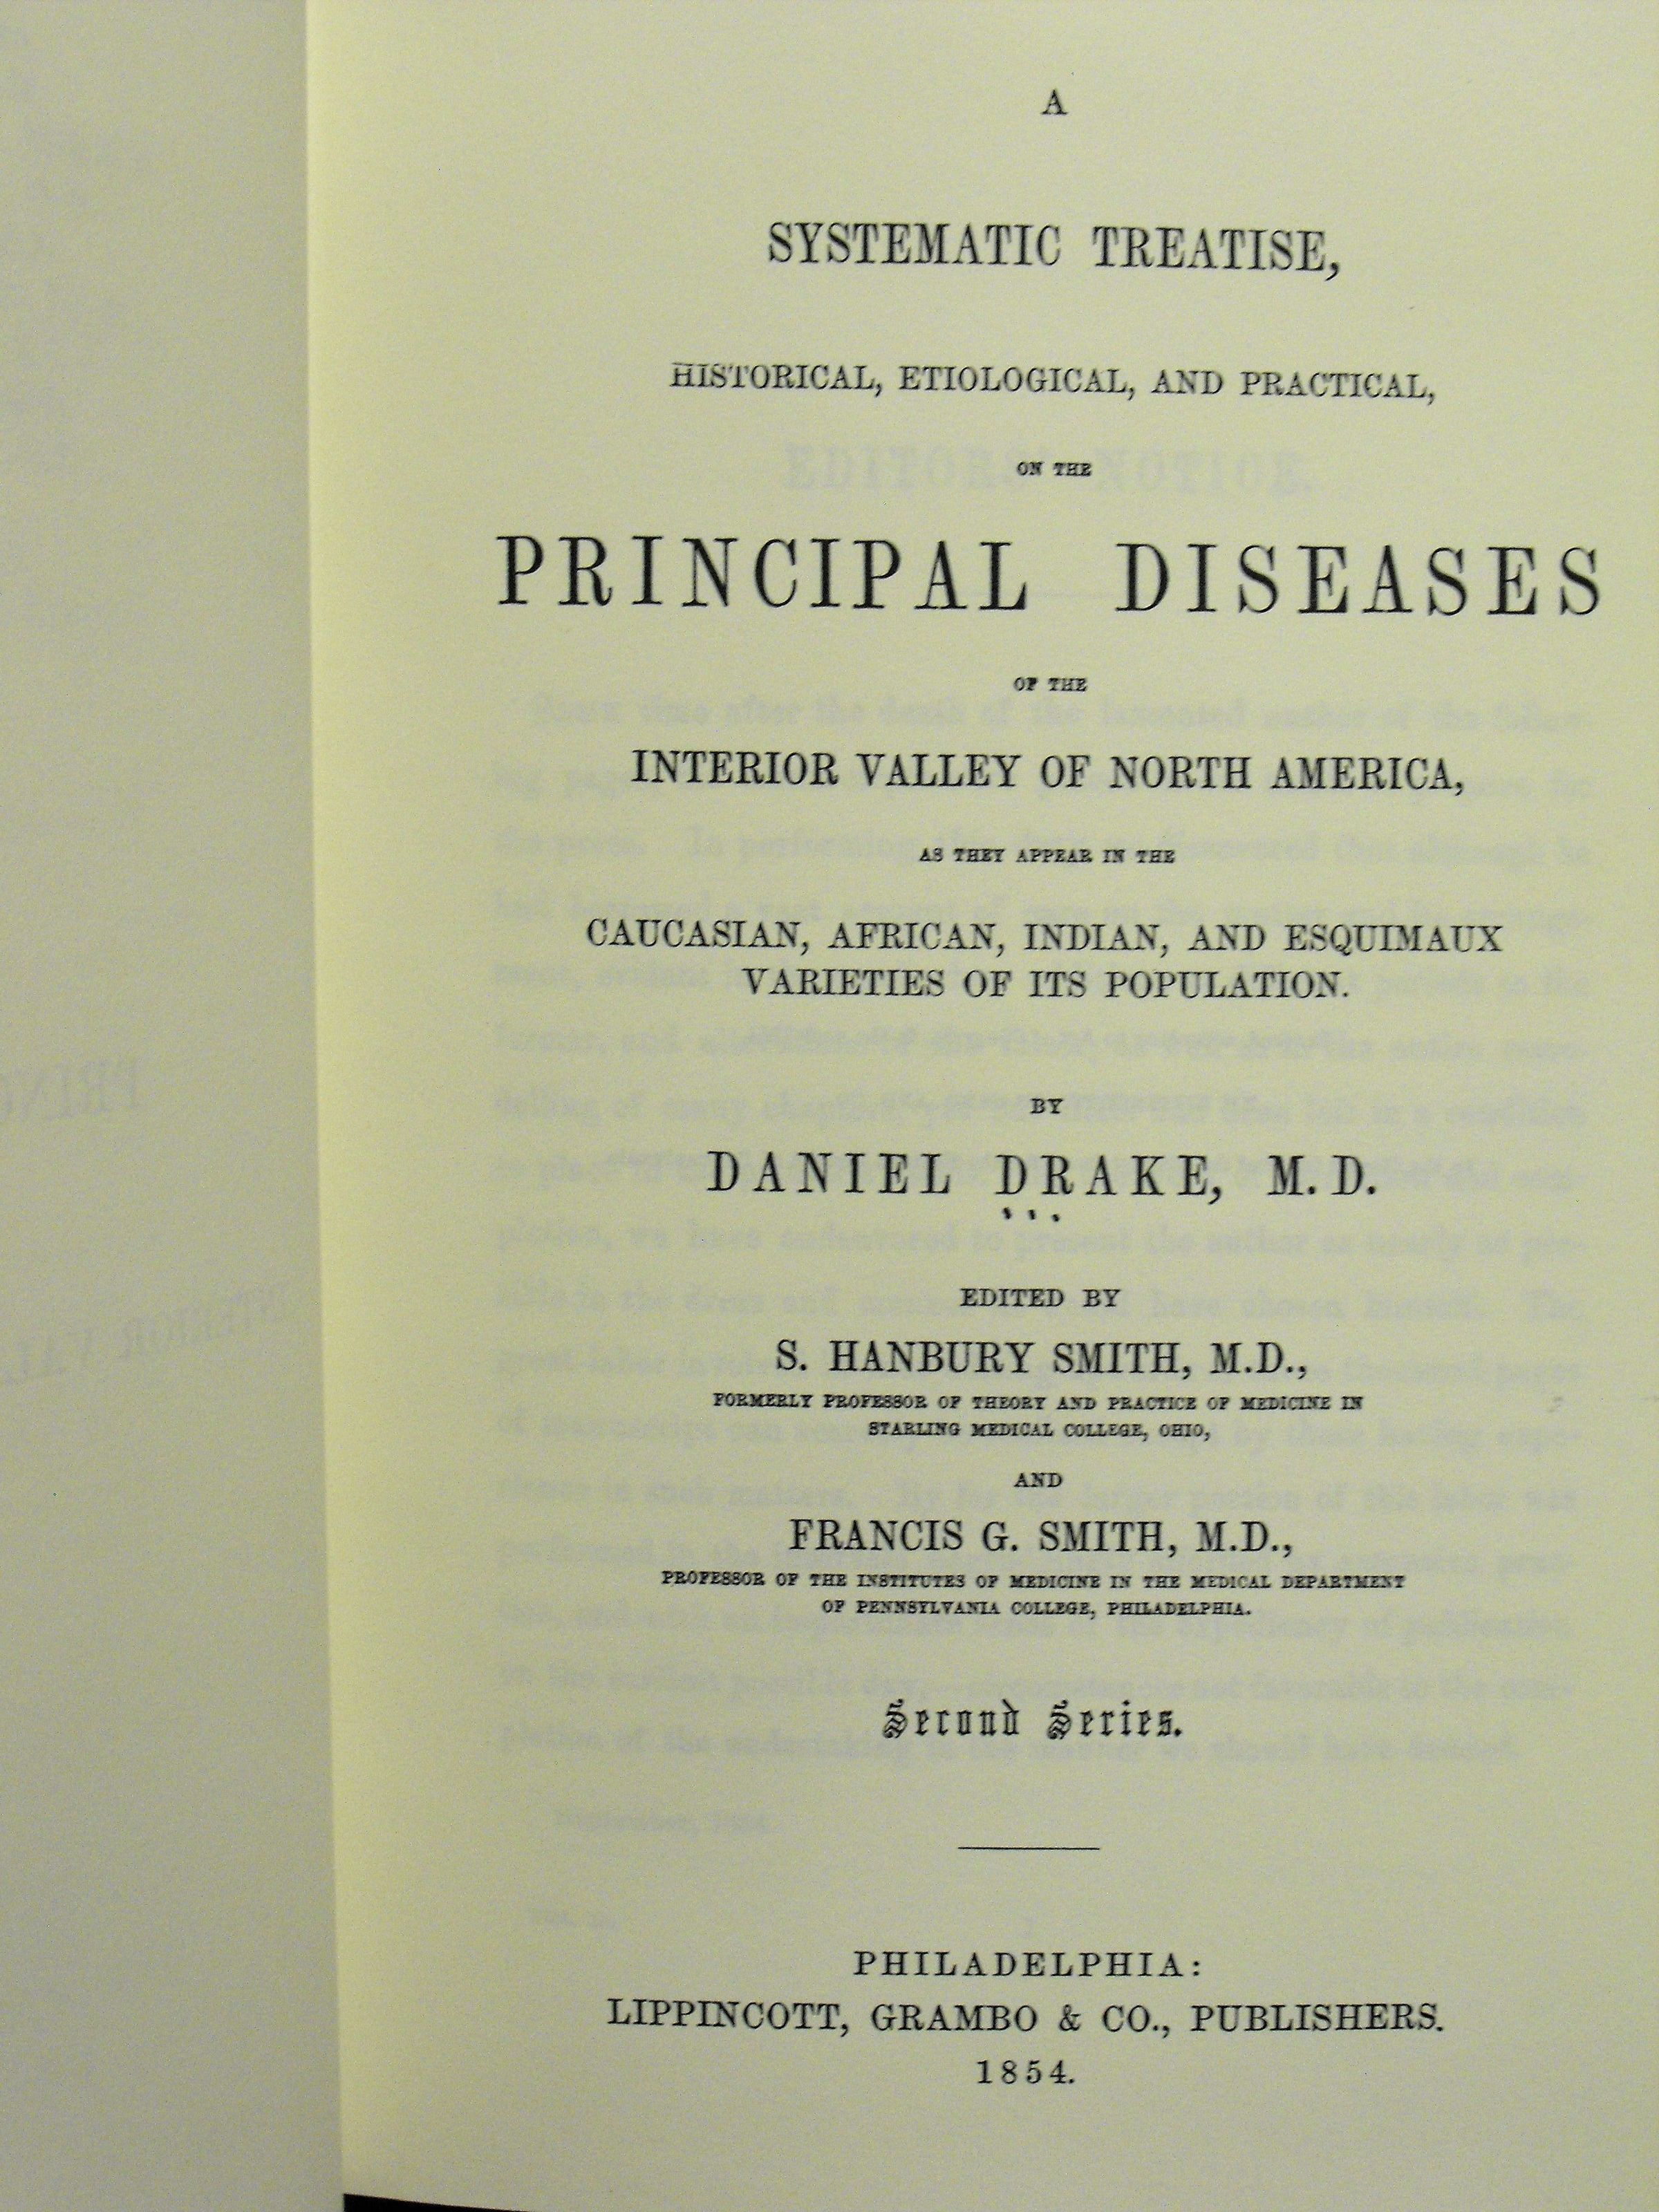 A
SYSTEMATIC TREATISE,
HISTORICAL, ETIOLOGICAL, AND PRACTICAL,
ON THE
PRINCIPAL DISEASES
OF THE
INTERIOR VALLEY OF NORTH AMERICA,
AS THEY APPEAR IN THE
CAUCASIAN, AFRICAN, INDIAN, AND ESQUIMAUX
VARIETIES OF ITS POPULATION.
BY
DANIEL DRAKE, M.D.
EDITED BY
S. HANBURY SMITH, M.D.,
FORMERLY PROFESSOR OF THEORY AND PRACTICE OF MEDICINE IN
STARLING MEDICAL COLLEGE, OHIO,
AND
FRANCIS G. SMITH, M.D.,
PROFESSOR OF THE INSTITUTES OF MEDICINE IN THE MEDICAL DEPARTMENT
OF PENNSYLVANIA COLLEGE, PHILADELPHIA.
Second Series.
PHILADELPHIA:
LIPPINCOTT, GRAMBO & CO., PUBLISHERS.
1854.